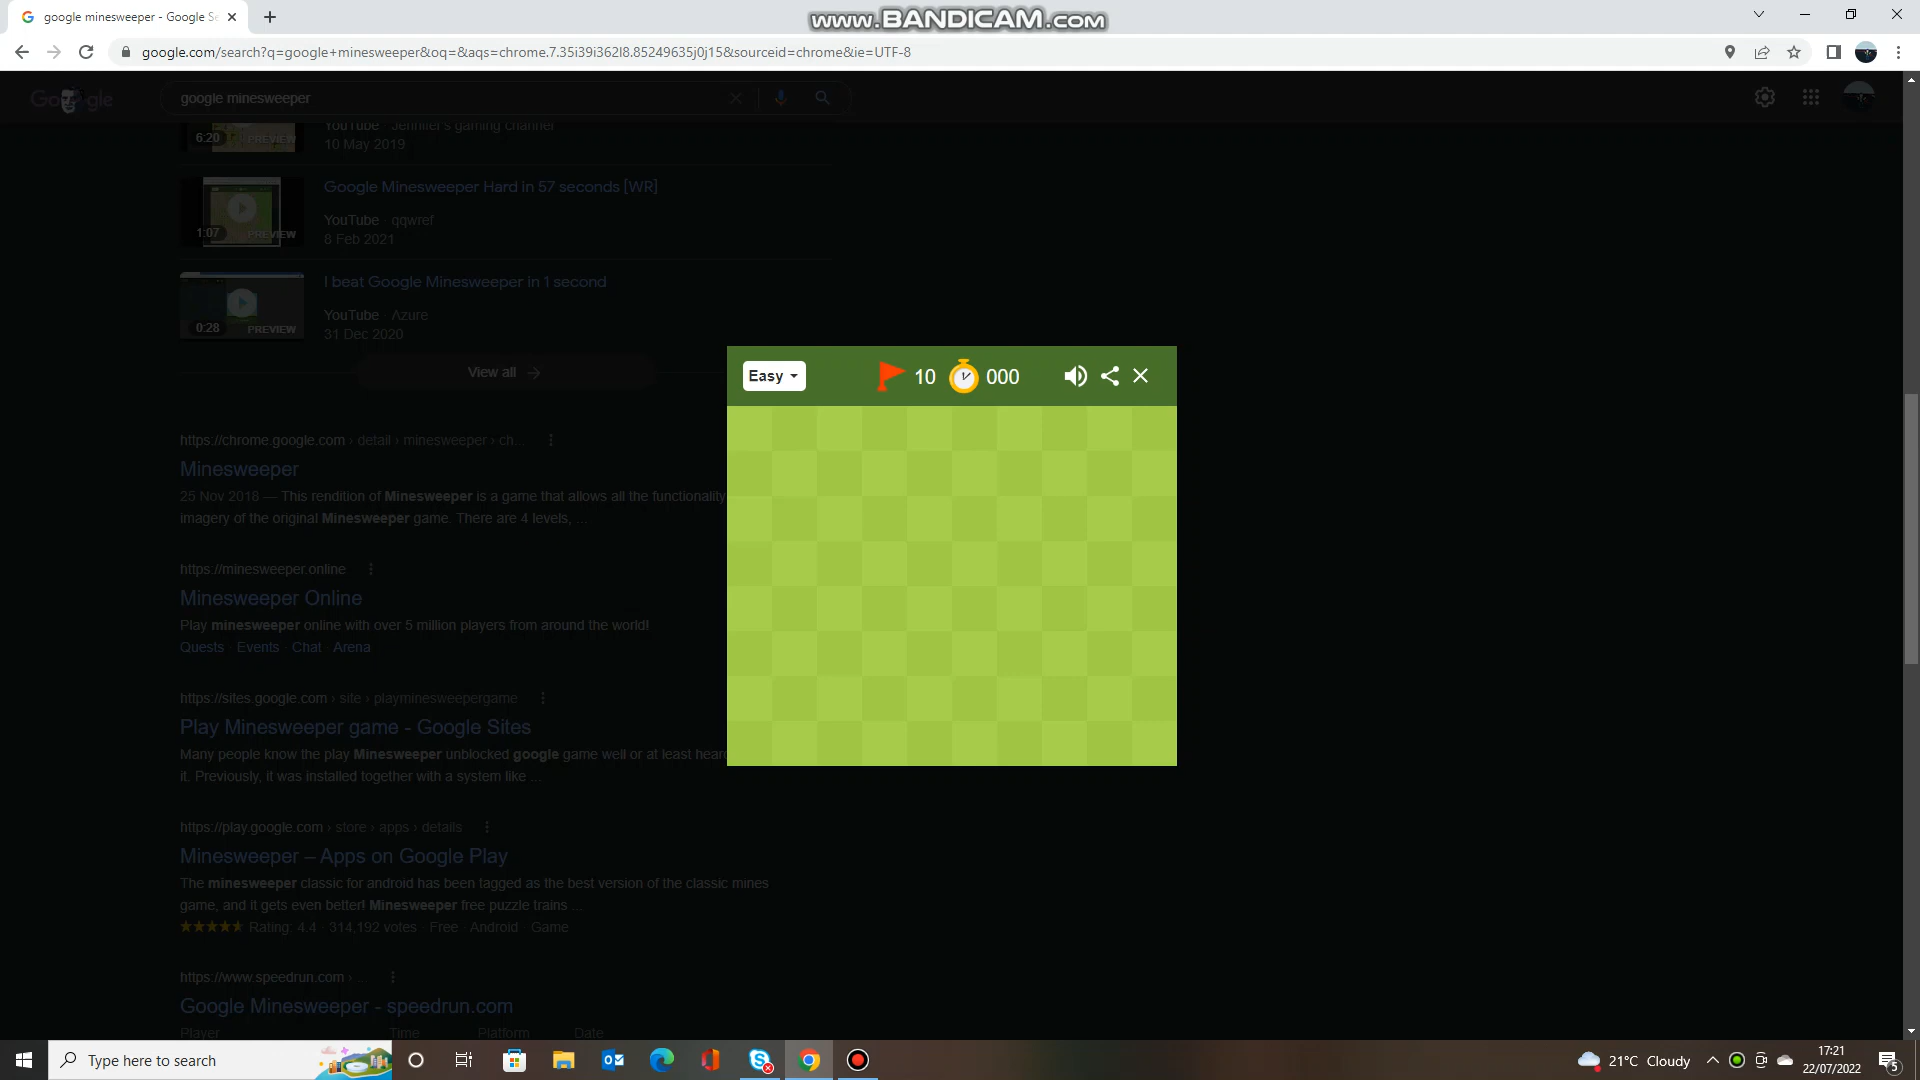 google minesweeper - Google Se
www.BANDICAM.com
google.com/search?q=google+minesweeper&oq=&aqs=chrome.7.35i39i362l8.85249635j0j15&sourceid=chrome&ie=UTF-8
google minesweeper
6:20 PREVIEW
YouTube · Jennifer's gaming channel
10 May 2019
Google Minesweeper Hard in 57 seconds [WR]
YouTube · qqwref
1:07 PREVIEW
8 Feb 2021
I beat Google Minesweeper in 1 second
YouTube · Azure
0:28 PREVIEW
31 Dec 2020
View all
Easy
10
000
https://chrome.google.com › detail › minesweeper › ch...
Minesweeper
25 Nov 2018 — This rendition of Minesweeper is a game that allows all the functionality
imagery of the original Minesweeper game. There are 4 levels, ...
https://minesweeper.online
Minesweeper Online
Play minesweeper online with over 5 million players from around the world!
Quests · Events · Chat · Arena
https://sites.google.com › site › playminesweepergame
Play Minesweeper game - Google Sites
Many people know the play Minesweeper unblocked google game well or at least heard
it. Previously, it was installed together with a system like ...
https://play.google.com › store › apps › details
Minesweeper – Apps on Google Play
The minesweeper classic for android has been tagged as the best version of the classic mines
game, and it gets even better! Minesweeper free puzzle trains ...
Rating: 4.4 · 314,192 votes · Free · Android · Game
https://www.speedrun.com › ...
Google Minesweeper - speedrun.com
Player Time Platform Date
Type here to search
21°C Cloudy
17:21
22/07/2022
5